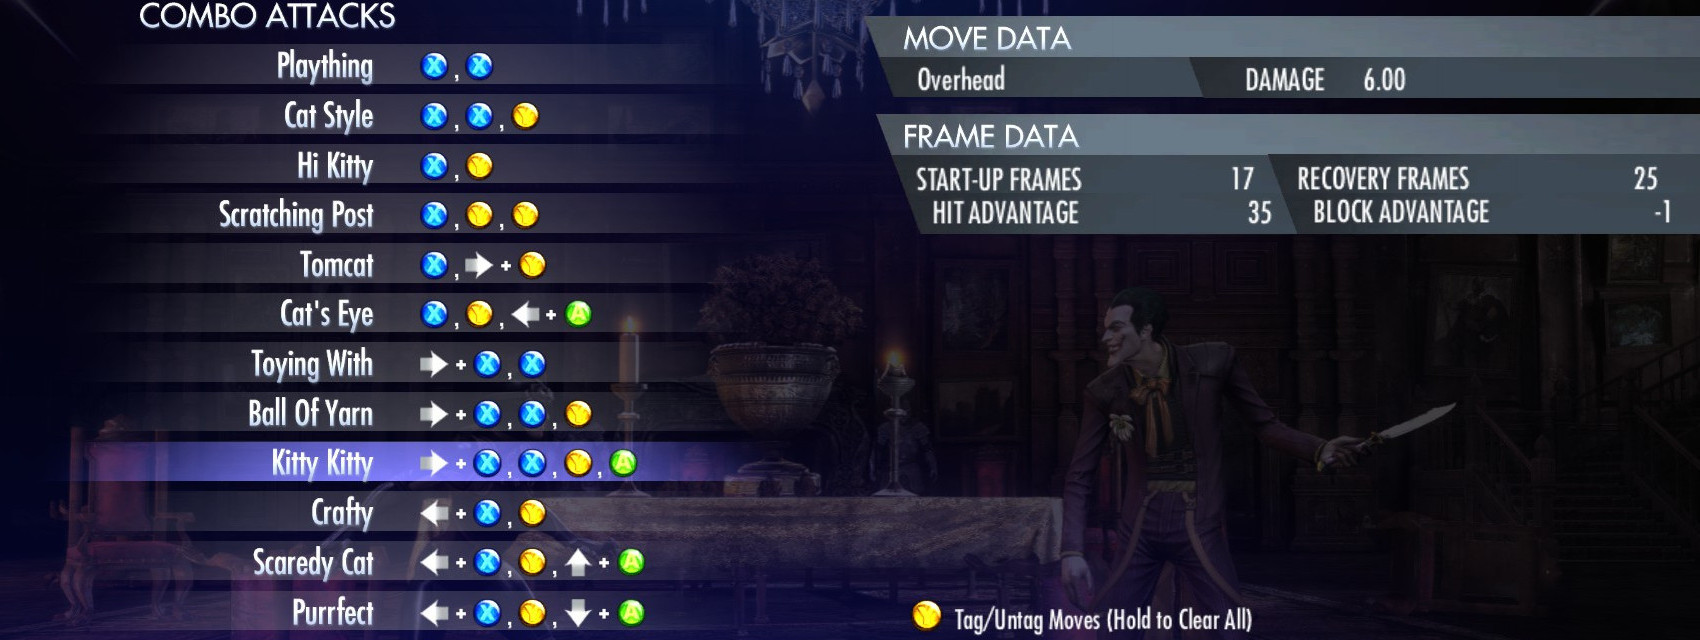 COMBO ATTACKS
Plaything X , X
Cat Style X , X , Y
Hi Kitty X , Y
Scratching Post X , Y , Y
Tomcat X , + Y
Cat's Eye X , Y , + A
Toying With + X , X
Ball Of Yarn + X , X , Y
Kitty Kitty + X , X , Y , A
Crafty + X , Y
Scaredy Cat + X , Y , + A
Purrfect + X , Y , + A
MOVE DATA
Overhead DAMAGE 6.00
FRAME DATA
START-UP FRAMES 17 RECOVERY FRAMES 25
HIT ADVANTAGE 35 BLOCK ADVANTAGE -1
Y Tag/Untag Moves (Hold to Clear All)